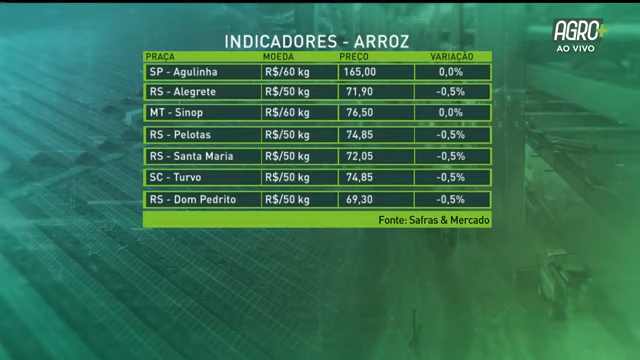 AGRO+
AO VIVO
INDICADORES - ARROZ
PRAÇA MOEDA PREÇO VARIAÇÃO
SP - Agulinha R$/60 kg 165,00 0,0%
RS - Alegrete R$/50 kg 71,90 -0,5%
MT - Sinop R$/60 kg 76,50 0,0%
RS - Pelotas R$/50 kg 74,85 -0,5%
RS - Santa Maria R$/50 kg 72,05 -0,5%
SC - Turvo R$/50 kg 74,85 -0,5%
RS - Dom Pedrito R$/50 kg 69,30 -0,5%
Fonte: Safras & Mercado